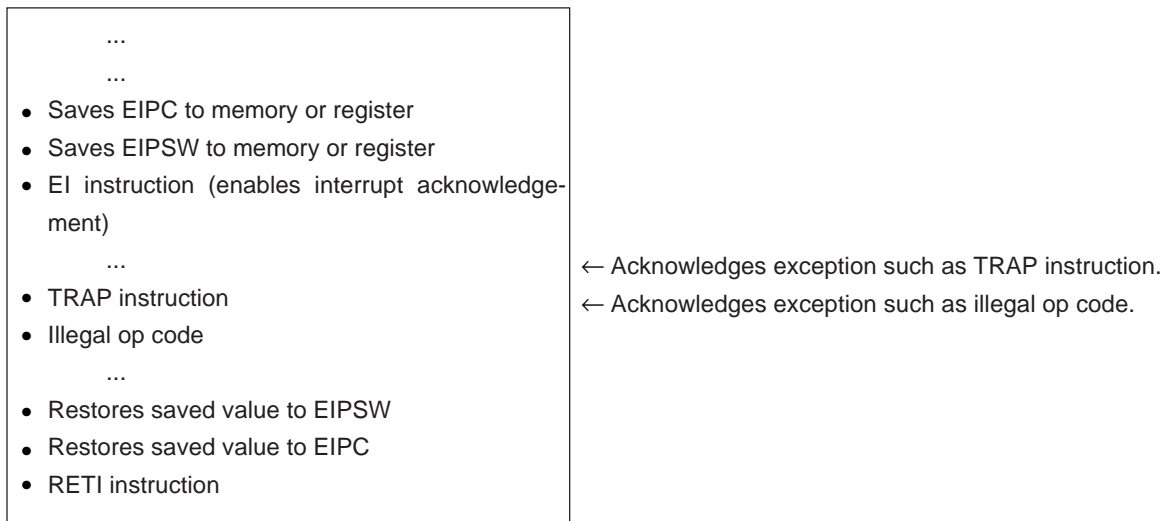 ...
...
• Saves EIPC to memory or register
• Saves EIPSW to memory or register
• EI instruction (enables interrupt acknowledge-
ment)
...
← Acknowledges exception such as TRAP instruction.
• TRAP instruction
← Acknowledges exception such as illegal op code.
• Illegal op code
...
• Restores saved value to EIPSW
• Restores saved value to EIPC
• RETI instruction